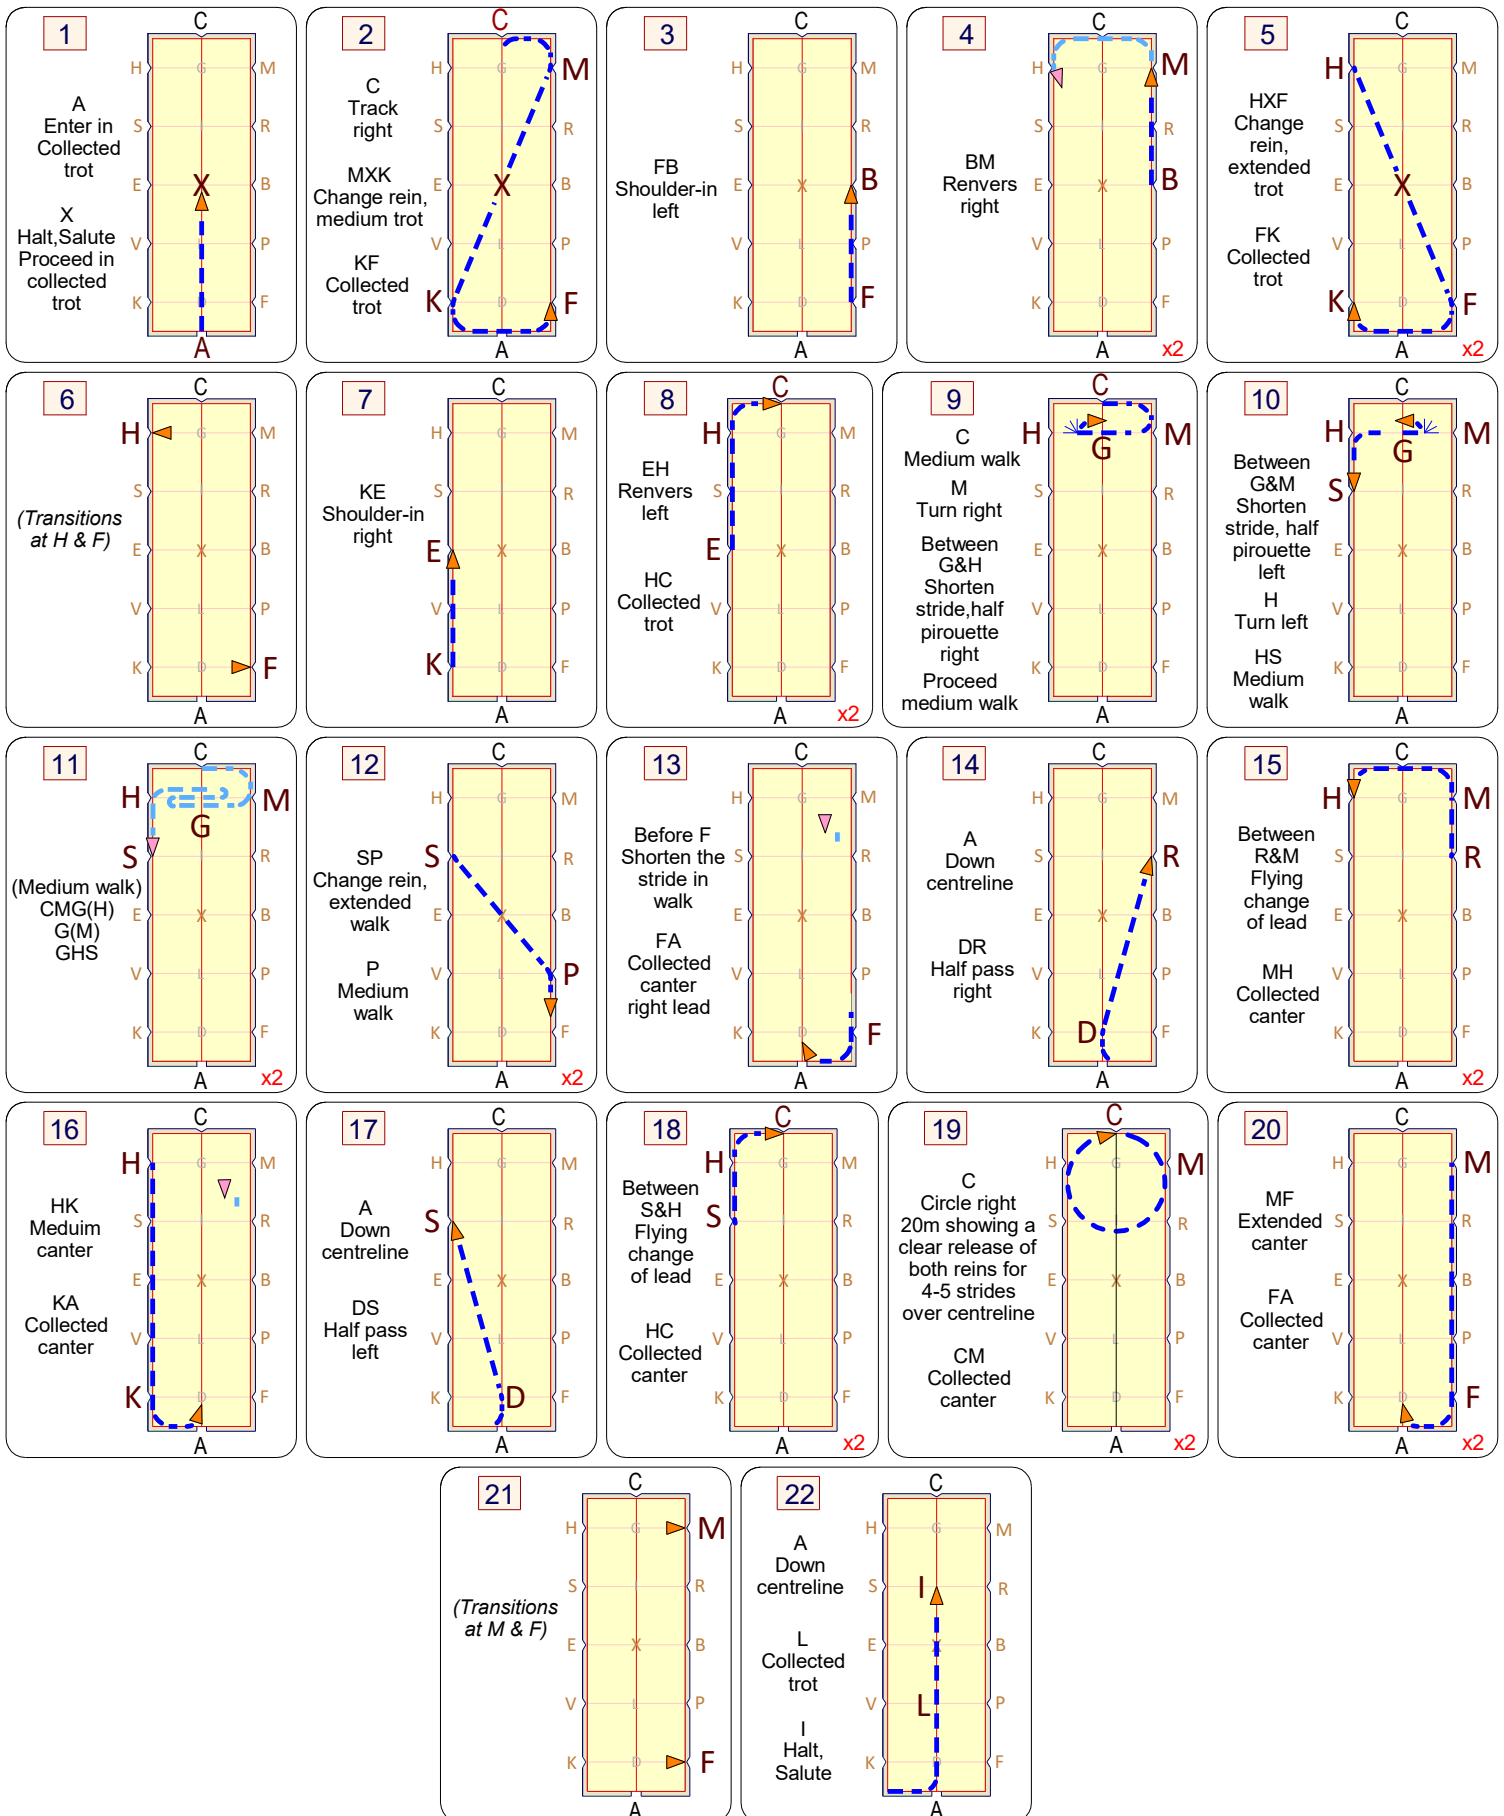 1
A
Enter in
Collected
trot
X
Halt,Salute
Proceed in
collected
trot
C
H G M
S R
X
E B
V P
K F
A
2
C
Track
right
MXK
Change rein,
medium trot
KF
Collected
trot
C
H G M
S R
E X B
V L P
K D F
A
3
FB
Shoulder-in
left
C
H G M
S R
E X B
V L P
K D F
A
4
BM
Renvers
right
C
H G M
S R
E X B
V L P
K D F
A
x2
5
HXF
Change
rein,
extended
trot
FK
Collected
trot
C
H G M
S R
E X B
V L P
K D F
A
x2
6
(Transitions
at H & F)
C
H G M
S R
E X B
V L P
K D F
A
7
KE
Shoulder-in
right
C
H G M
S R
E X B
V L P
K D F
A
8
EH
Renvers
left
HC
Collected
trot
C
H G M
S R
E X B
V L P
K D F
A
x2
9
C
Medium walk
M
Turn right
Between
G&H
Shorten
stride,half
pirouette
right
Proceed
medium walk
C
H M
G
S R
E X B
V L P
K D F
A
10
Between
G&M
Shorten
stride, half
pirouette
left
H
Turn left
HS
Medium
walk
C
H M
G
S R
E X B
V L P
K D F
A
11
(Medium walk)
CMG(H)
G(M)
GHS
C
H G M
G
S R
E X B
V L P
K D F
A
x2
12
SP
Change rein,
extended
walk
P
Medium
walk
C
H G M
S R
E X B
V L P
K D F
A
x2
13
Before F
Shorten the
stride in
walk
FA
Collected
canter
right lead
C
H G M
S R
E X B
V L P
K D F
A
14
A
Down
centreline
DR
Half pass
right
C
H G M
S R
E X B
V L P
K D F
A
15
Between
R&M
Flying
change
of lead
MH
Collected
canter
C
H G M
S R
E X B
V L P
K D F
A
x2
16
HK
Meduim
canter
KA
Collected
canter
C
H G M
S R
E X B
V L P
K D F
A
17
A
Down
centreline
DS
Half pass
left
C
H G M
S R
E X B
V L P
K D F
A
18
Between
S&H
Flying
change
of lead
HC
Collected
canter
C
H G M
S R
E X B
V L P
K D F
A
x2
19
C
Circle right
20m showing a
clear release of
both reins for
4-5 strides
over centreline
CM
Collected
canter
C
H G M
S R
E X B
V L P
K D F
A
x2
20
MF
Extended
canter
FA
Collected
canter
C
H G M
S R
E X B
V L P
K D F
A
x2
21
(Transitions
at M & F)
C
H G M
S R
E X B
V L P
K D F
A
22
A
Down
centreline
L
Collected
trot
I
Halt,
Salute
C
H G M
S I R
E X B
V L P
K D F
A